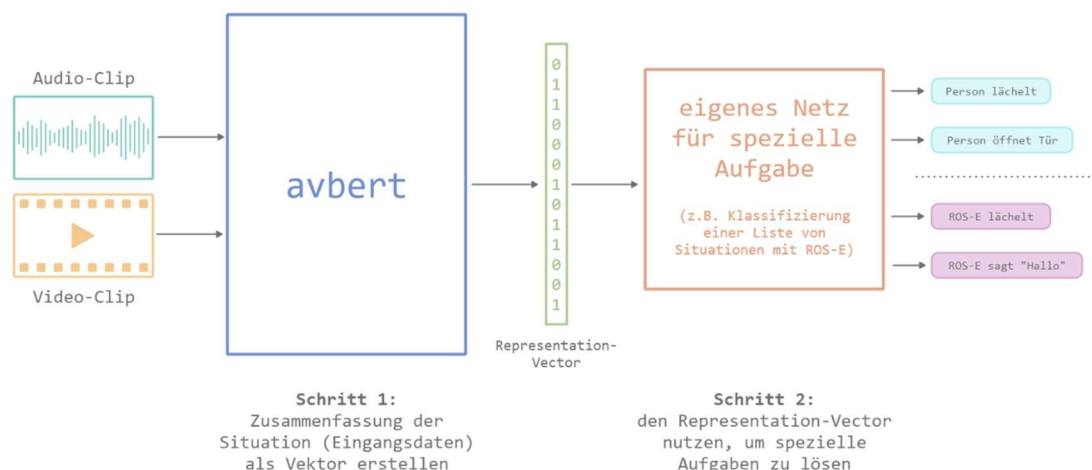 Audio-Clip
Video-Clip
avbert
0
1
1
0
0
0
1
0
1
1
0
0
1
Representation-
Vector
eigenes Netz
für spezielle
Aufgabe
(z.B. Klassifizierung
einer Liste von
Situationen mit ROS-E)
Person lächelt
Person öffnet Tür
ROS-E lächelt
ROS-E sagt "Hallo"
Schritt 1:
Zusammenfassung der
Situation (Eingangsdaten)
als Vektor erstellen
Schritt 2:
den Representation-Vector
nutzen, um spezielle
Aufgaben zu lösen